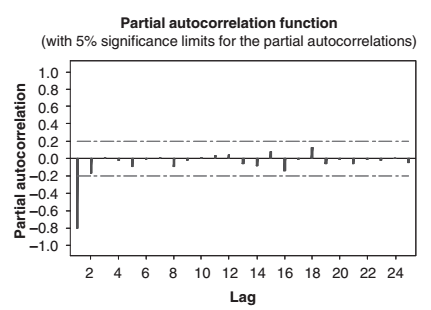 Partial autocorrelation function
(with 5% significance limits for the partial autocorrelations)
Partial autocorrelation
1.0
0.8
0.6
0.4
0.2
0.0
−0.2
−0.4
−0.6
−0.8
−1.0
2 4 6 8 10 12 14 16 18 20 22 24
Lag